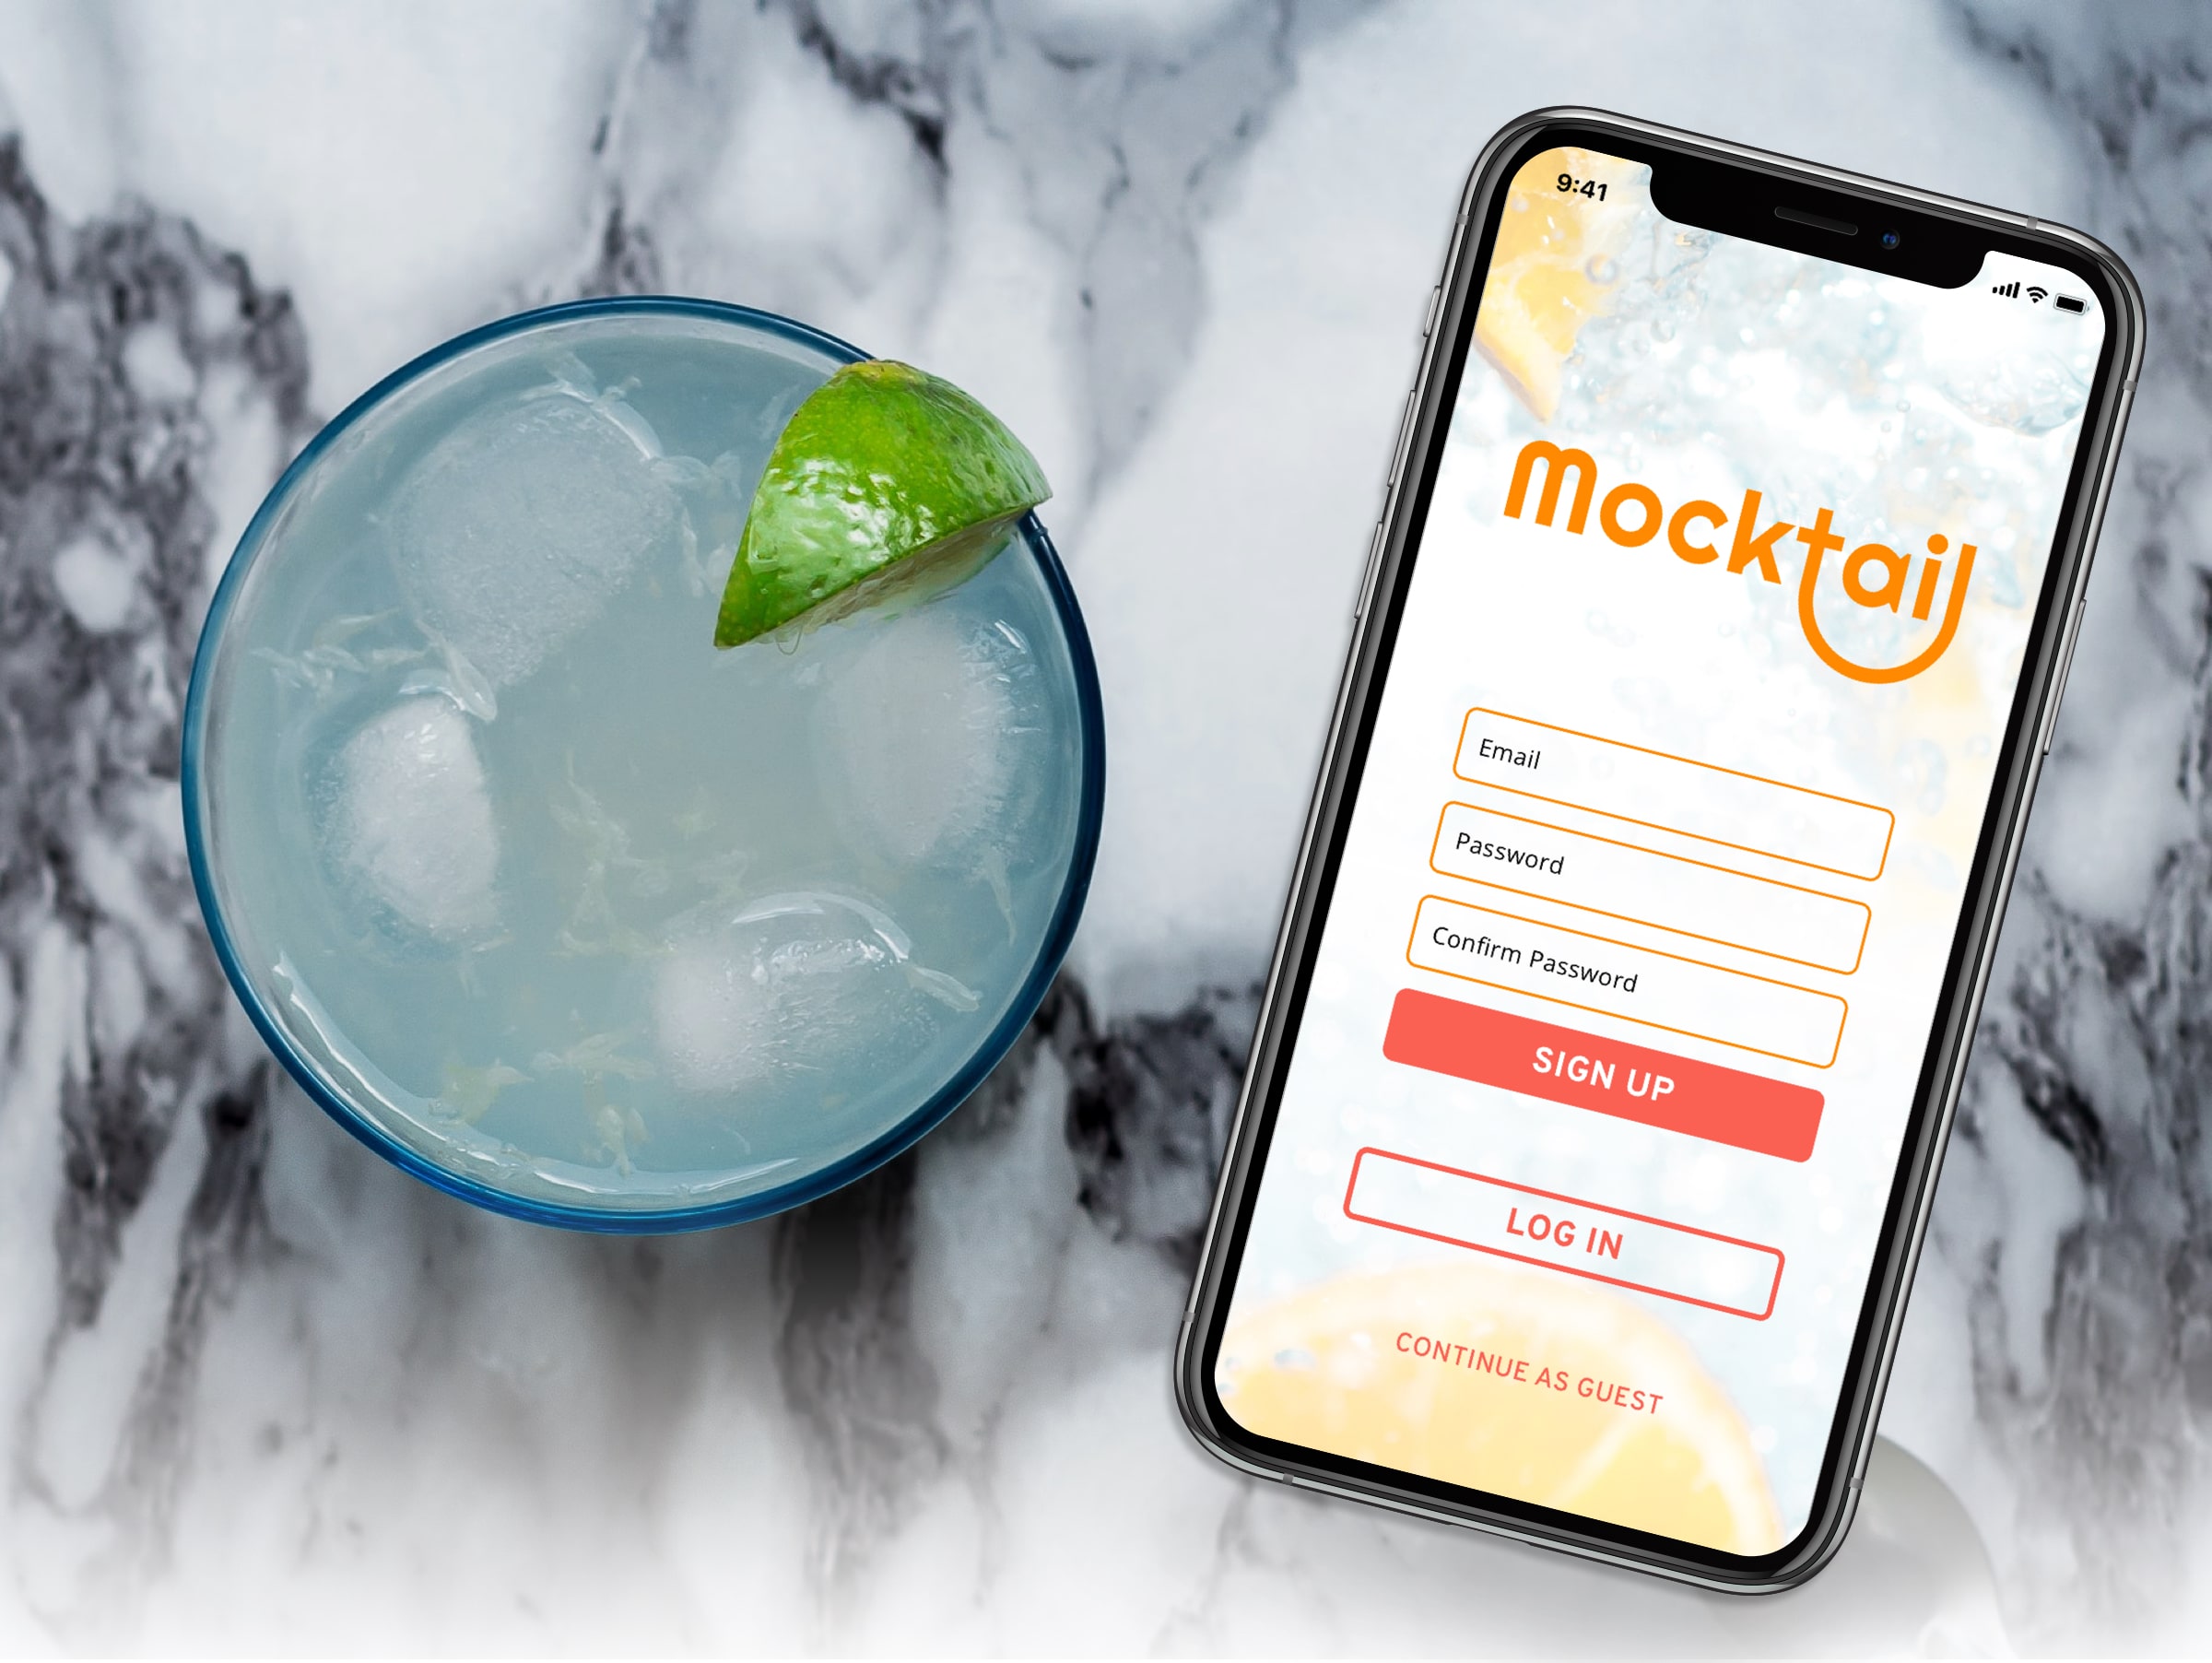 9:41
mocktail
Email
Password
Confirm Password
SIGN UP
LOG IN
CONTINUE AS GUEST